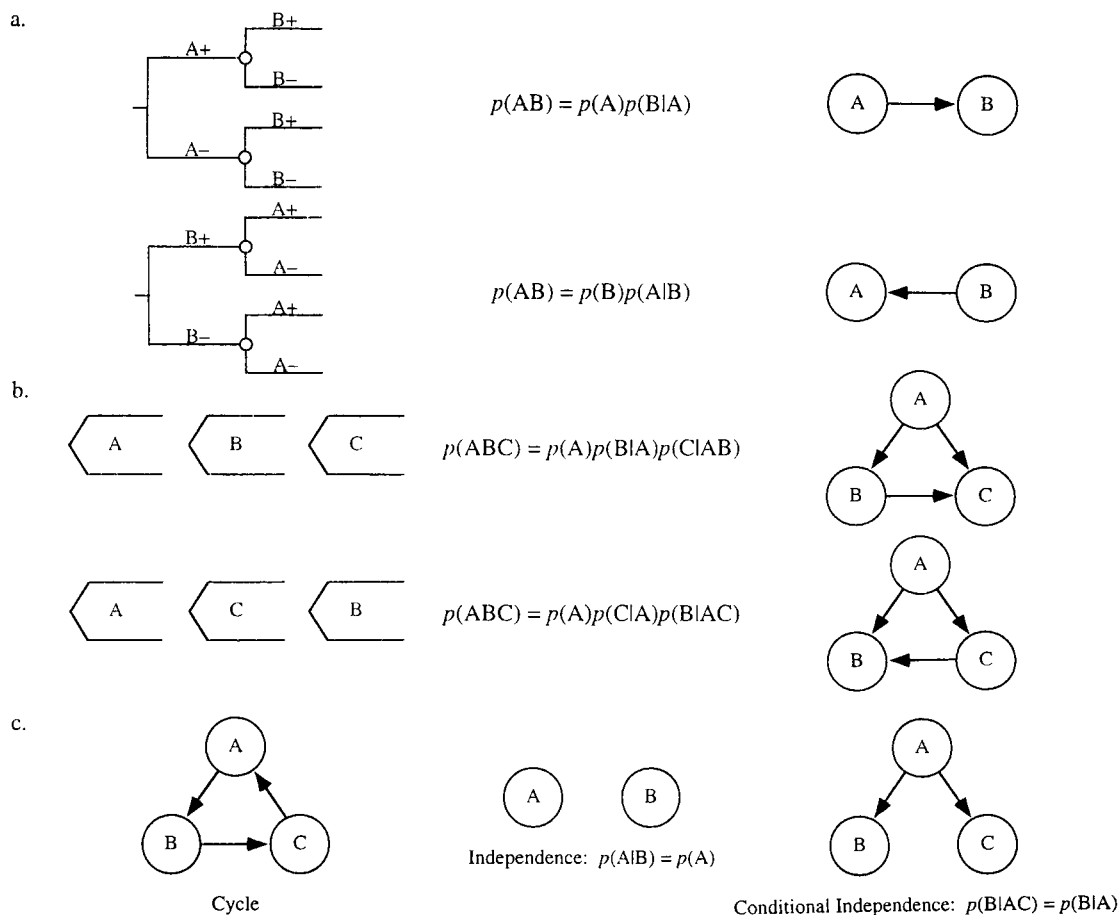 a.
B+
A+
B−
p(AB) = p(A)p(B|A)
A
B
B+
A−
B−
A+
B+
A−
p(AB) = p(B)p(A|B)
A
B
A+
B−
A−
b.
A
B
C
p(ABC) = p(A)p(B|A)p(C|AB)
A
B
C
A
C
B
p(ABC) = p(A)p(C|A)p(B|AC)
A
B
C
c.
A
B
C
Cycle
A
B
Independence: p(A|B) = p(A)
A
B
C
Conditional Independence: p(B|AC) = p(B|A)